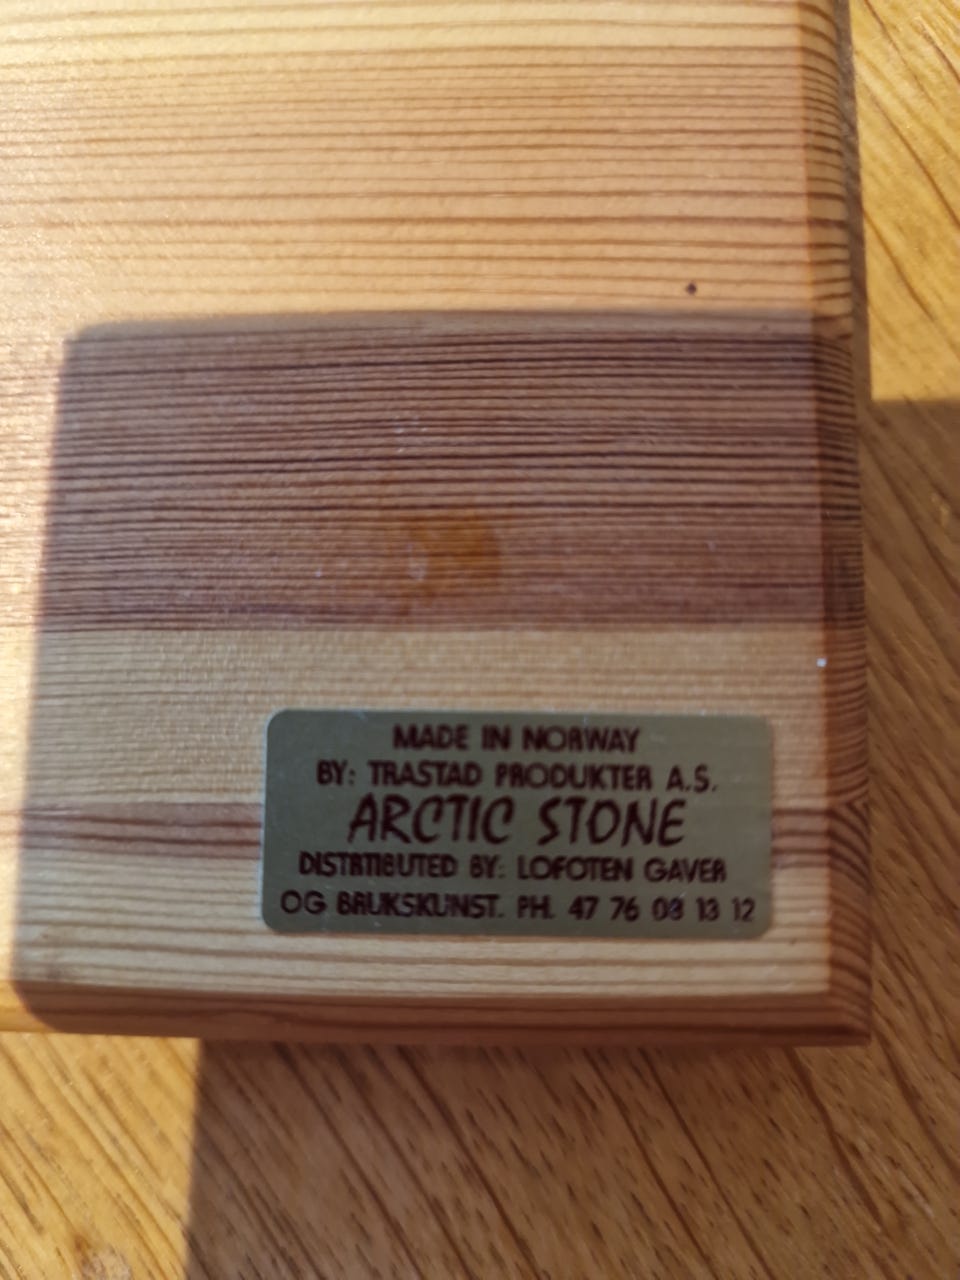 MADE IN NORWAY
BY: TRASTAD PRODUKTER A.S.
ARCTIC STONE
DISTRTIBUTED BY: LOFOTEN GAVER
OG BRUKSKUNST. PH. 47 76 08 13 12